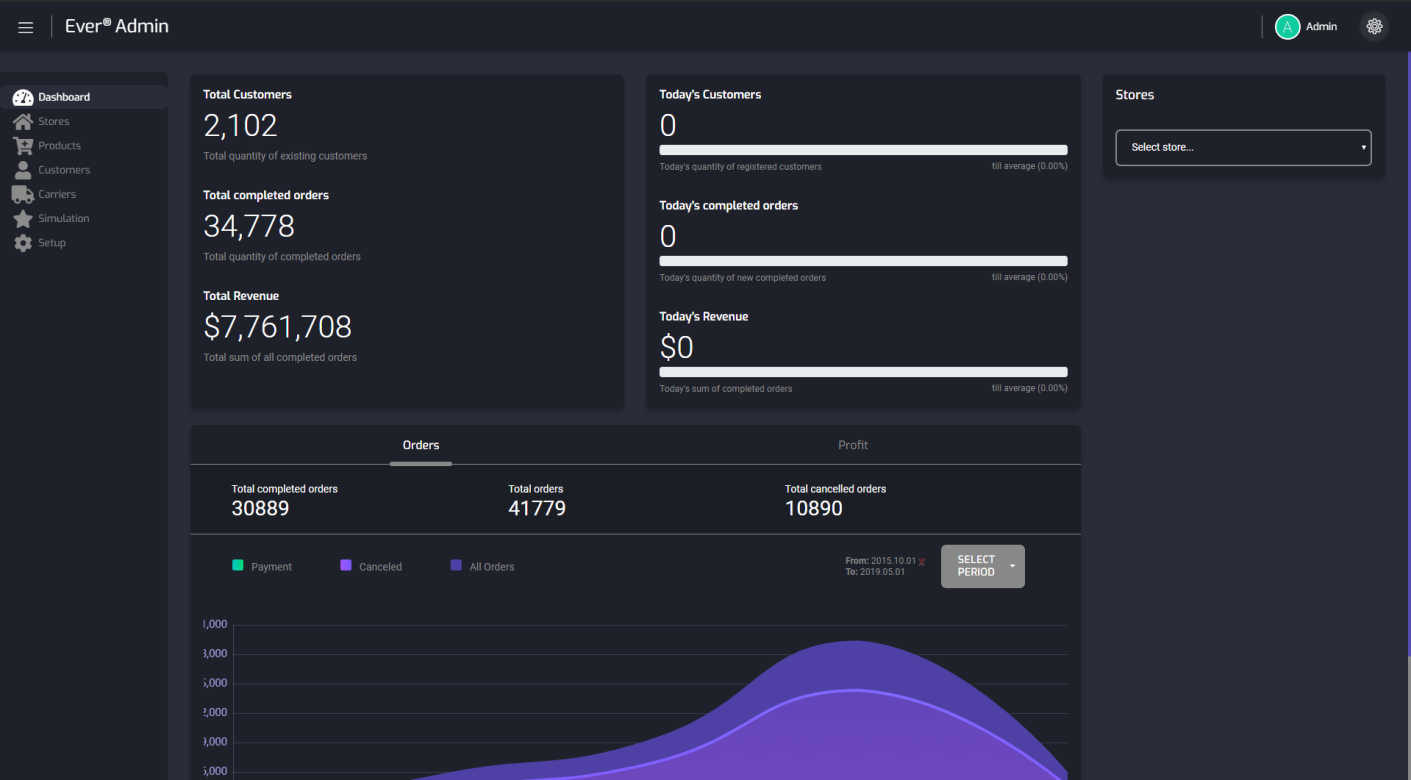 Ever® Admin
A
Admin
Dashboard
Stores
Products
Customers
Carriers
Simulation
Setup
Total Customers
2,102
Total quantity of existing customers
Total completed orders
34,778
Total quantity of completed orders
Total Revenue
$7,761,708
Total sum of all completed orders
Today's Customers
0
Today's quantity of registered customers till average (0.00%)
Today's completed orders
0
Today's quantity of new completed orders till average (0.00%)
Today's Revenue
$0
Today's sum of completed orders till average (0.00%)
Stores
Select store...
Orders Profit
Total completed orders Total orders Total cancelled orders
30889 41779 10890
Payment Canceled All Orders
From: 2015.10.01 x
To: 2019.05.01
SELECT
PERIOD
,000
,000
,000
,000
,000
,000